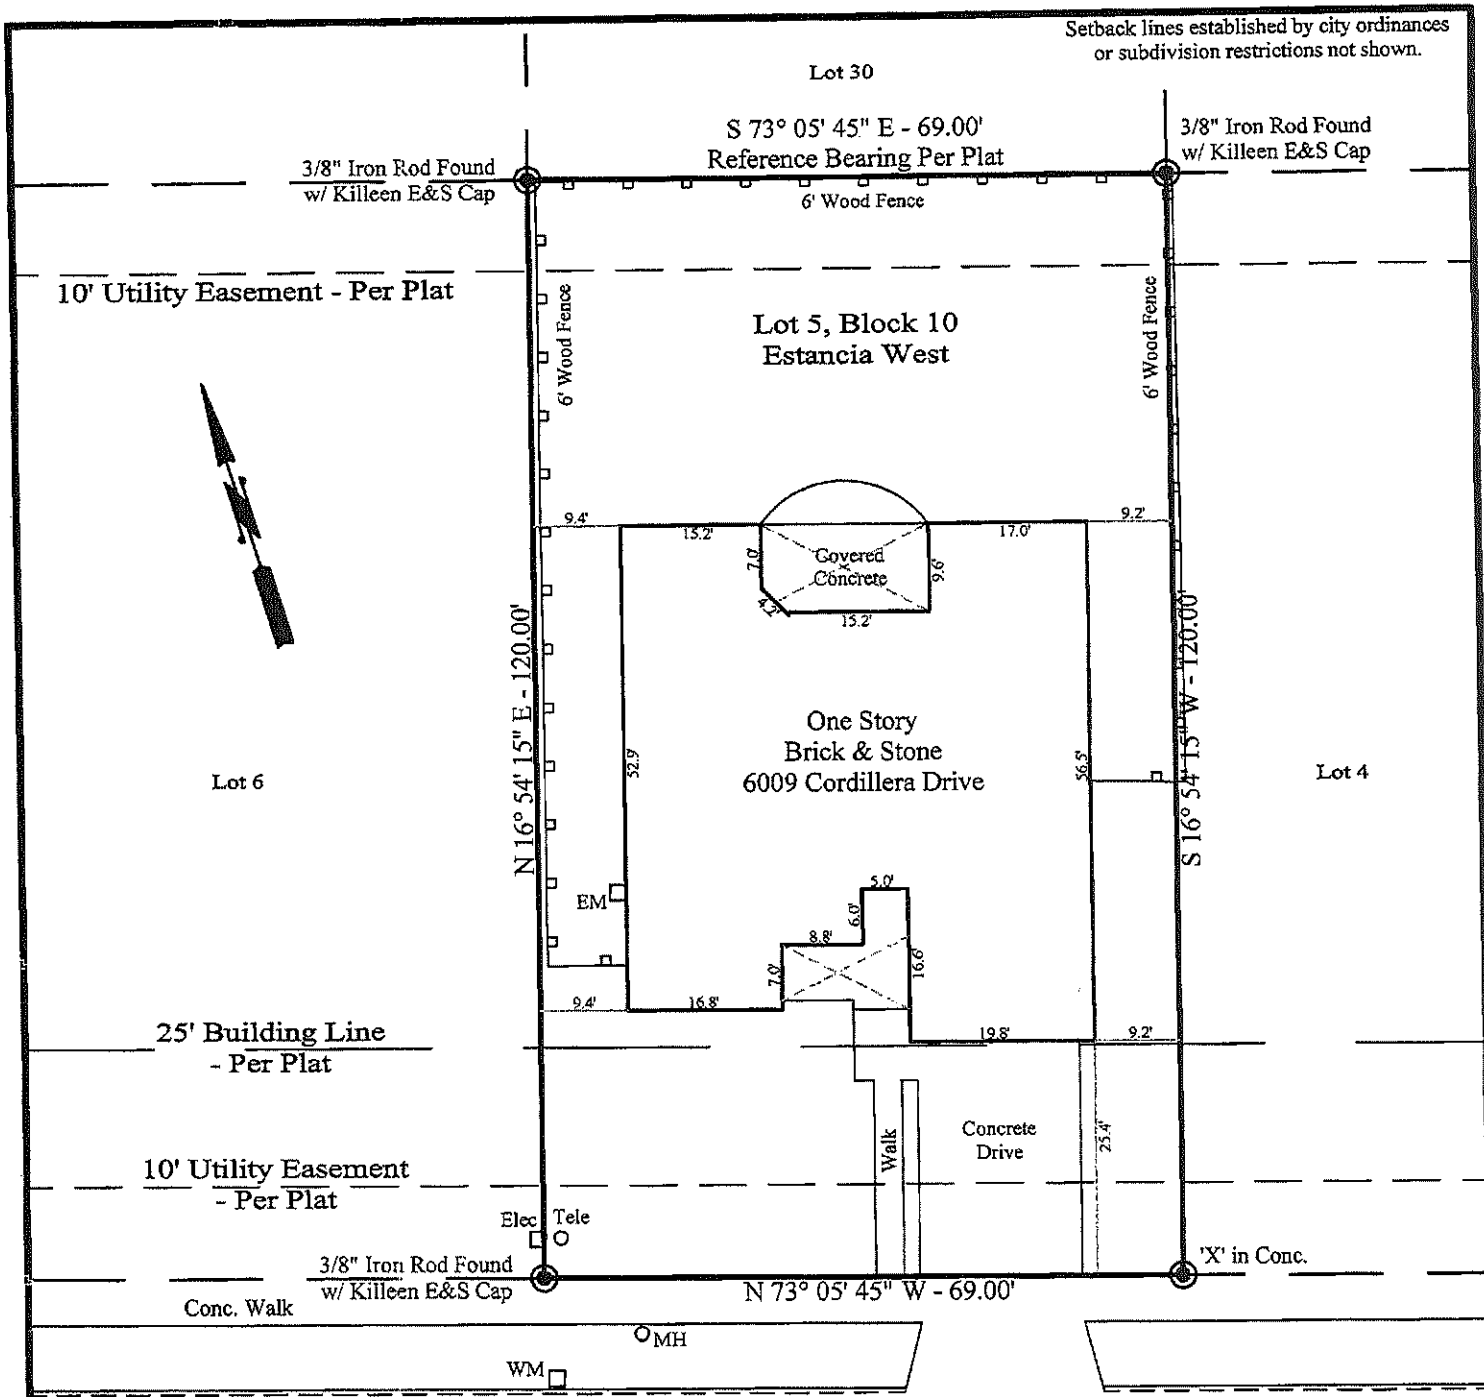 Setback lines established by city ordinances
or subdivision restrictions not shown.
Lot 30
S 73° 05' 45" E - 69.00'
Reference Bearing Per Plat
3/8" Iron Rod Found
w/ Killeen E&S Cap
3/8" Iron Rod Found
w/ Killeen E&S Cap
6' Wood Fence
10' Utility Easement - Per Plat
6' Wood Fence
6' Wood Fence
Lot 5, Block 10
Estancia West
9.4'
15.2'
17.0'
9.2'
7.0'
Covered
Concrete
9.6'
4.2'
15.2'
N 16° 54' 15" E - 120.00'
S 16° 54' 15" W - 120.00'
One Story
Brick & Stone
6009 Cordillera Drive
52.9'
56.5'
Lot 6
Lot 4
5.0'
EM
6.0'
8.8'
7.0'
16.6'
9.4'
16.8'
19.8'
9.2'
25' Building Line
- Per Plat
Walk
Concrete
Drive
25.4'
10' Utility Easement
- Per Plat
Elec
Tele
3/8" Iron Rod Found
w/ Killeen E&S Cap
'X' in Conc.
N 73° 05' 45" W - 69.00'
Conc. Walk
MH
WM